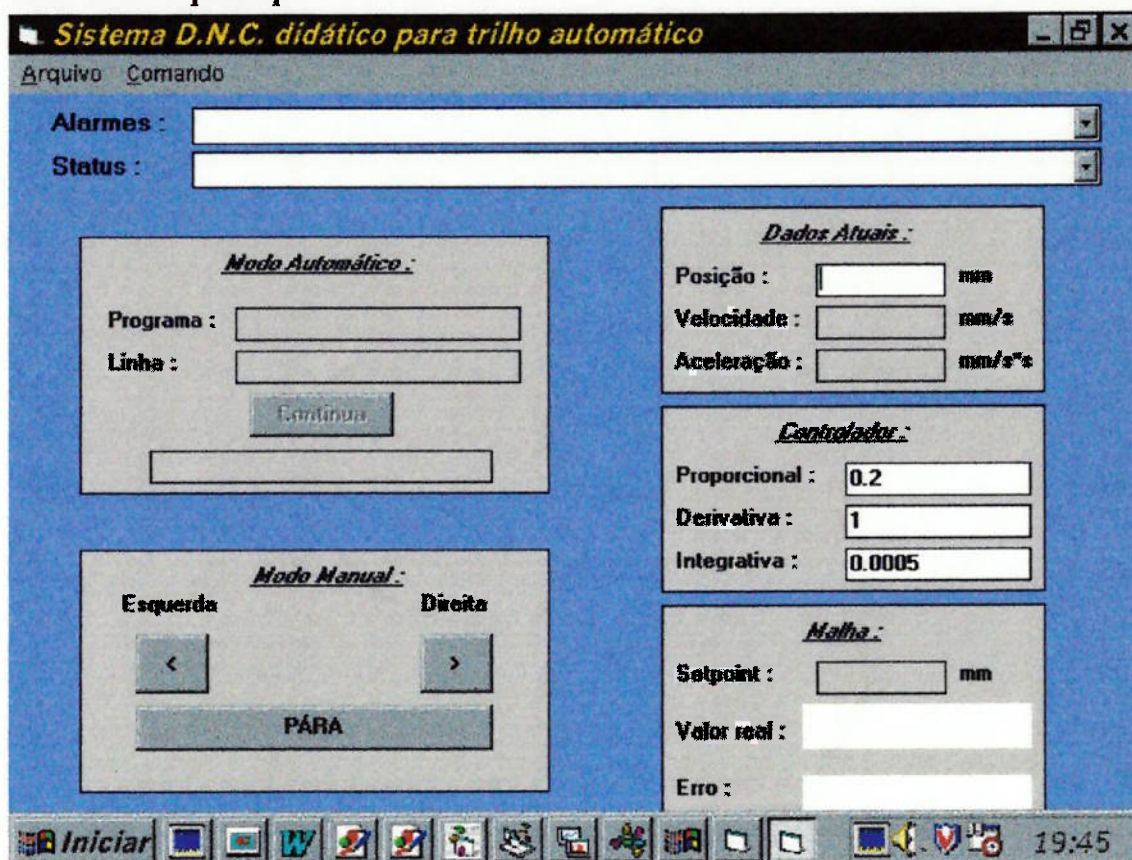 Sistema D.N.C. didático para trilho automático
Arquivo Comando
Alarmes :
Status :
Modo Automático :
Programa :
Linha :
Continua
Modo Manual :
Esquerda Direita
< >
PÁRA
Dados Atuais :
Posição : mm
Velocidade : mm/s
Aceleração : mm/s*s
Controlador :
Proporcional : 0.2
Derivativa : 1
Integrativa : 0.0005
Malha :
Setpoint : mm
Valor real :
Erro :
Iniciar 19:45